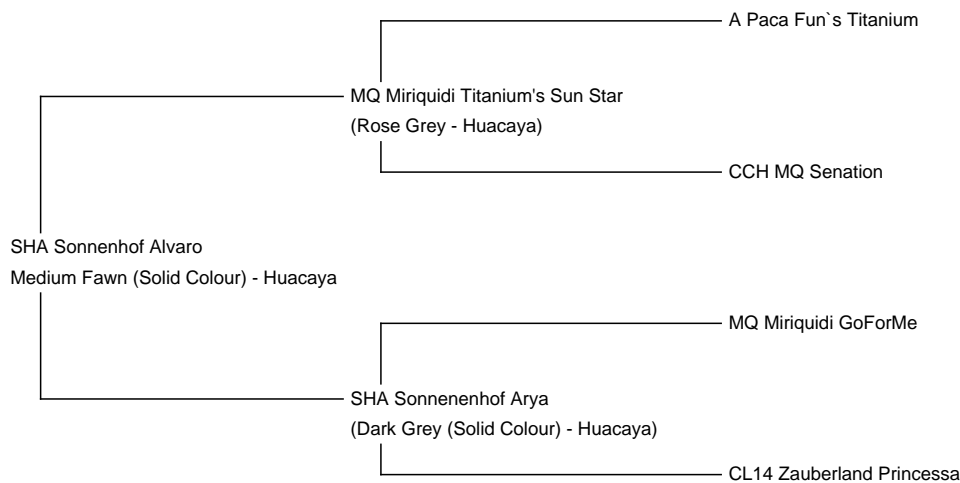 A Paca Fun`s Titanium
MQ Miriquidi Titanium's Sun Star
(Rose Grey - Huacaya)
CCH MQ Senation
SHA Sonnenhof Alvaro
Medium Fawn (Solid Colour) - Huacaya
MQ Miriquidi GoForMe
SHA Sonnenenhof Arya
(Dark Grey (Solid Colour) - Huacaya)
CL14 Zauberland Princessa